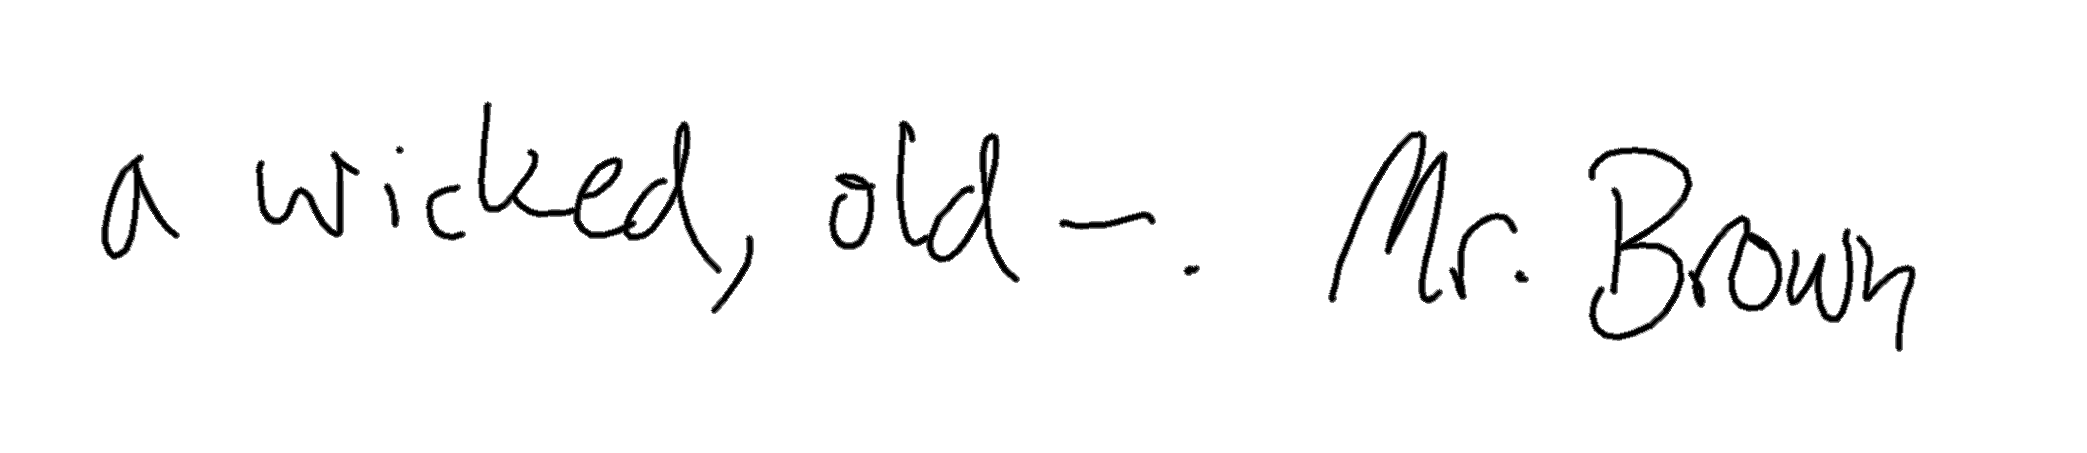 a wicked, old —. Mr. Brown